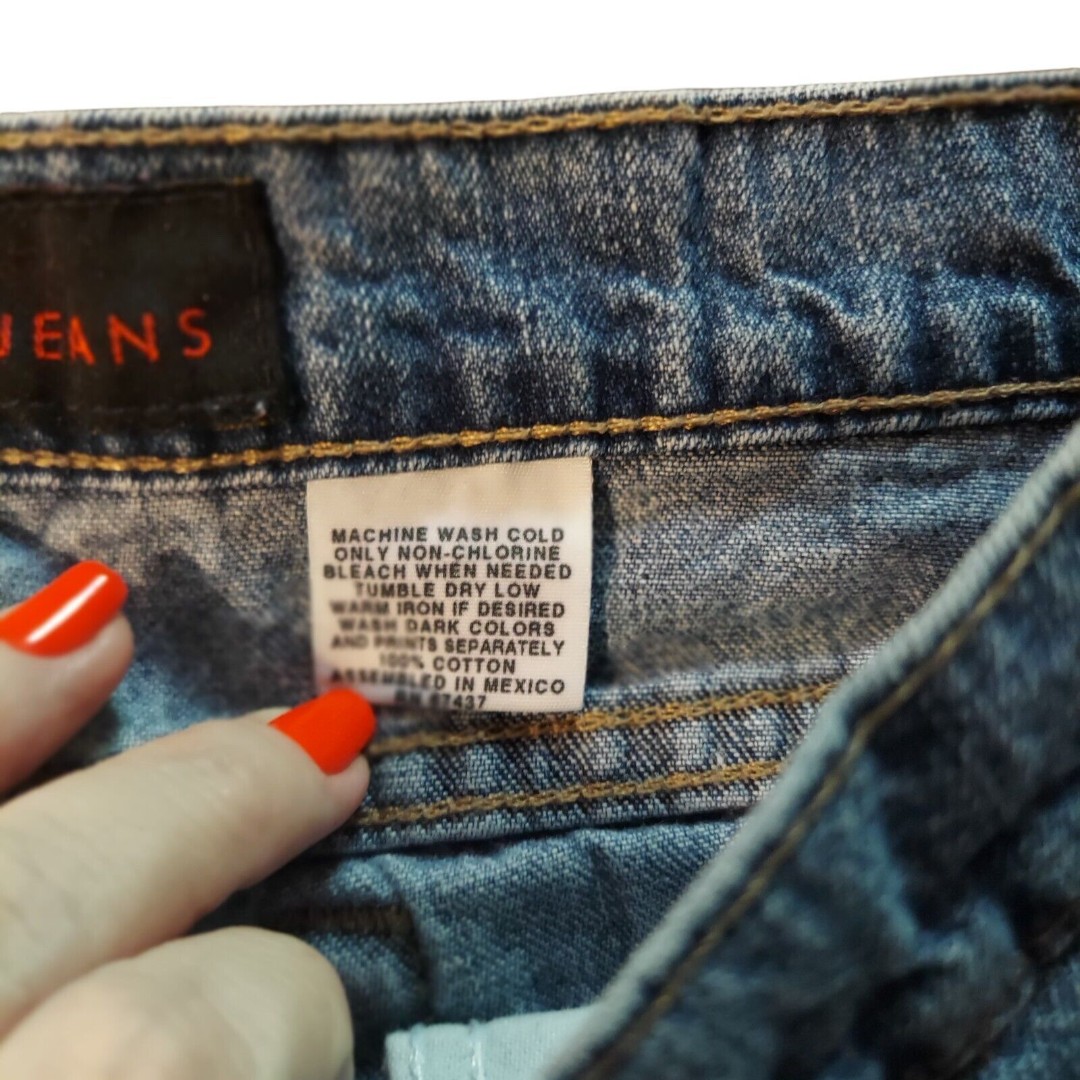 JEANS
MACHINE WASH COLD
ONLY NON-CHLORINE
BLEACH WHEN NEEDED
TUMBLE DRY LOW
WARM IRON IF DESIRED
WASH DARK COLORS
AND PRINTS SEPARATELY
100% COTTON
ASSEMBLED IN MEXICO
67437